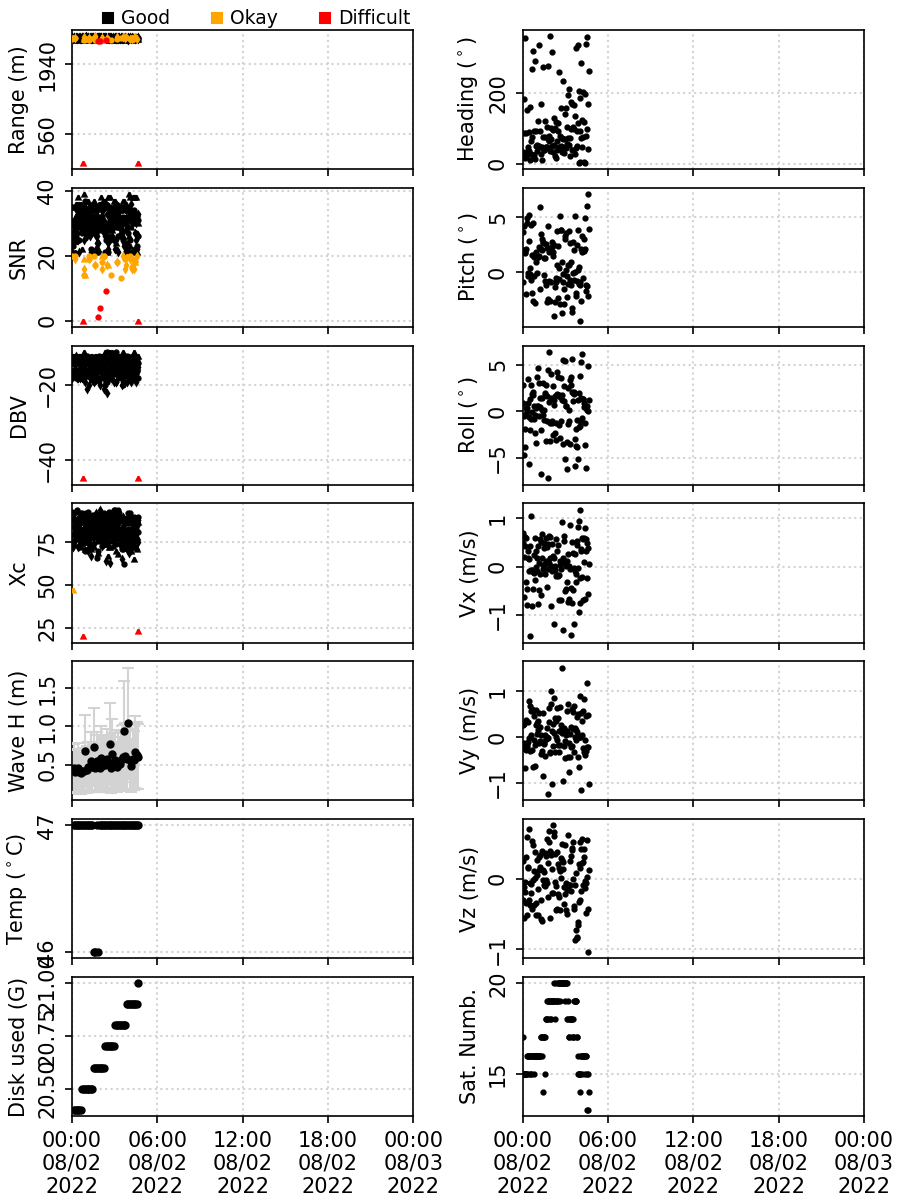 Good Okay Difficult
Range (m)
1940
560
Heading (°)
200
0
SNR
40
20
0
Pitch (°)
5
0
DBV
−20
−40
Roll (°)
5
0
−5
Xc
75
50
25
Vx (m/s)
1
0
−1
Wave H (m)
1.5
1.0
0.5
Vy (m/s)
1
0
−1
Temp (°C)
47
46
Vz (m/s)
0
−1
Disk used (G)
21.00
20.75
20.50
Sat. Numb.
20
15
00:00 06:00 12:00 18:00 00:00
08/02 08/02 08/02 08/02 08/03
2022 2022 2022 2022 2022
00:00 06:00 12:00 18:00 00:00
08/02 08/02 08/02 08/02 08/03
2022 2022 2022 2022 2022